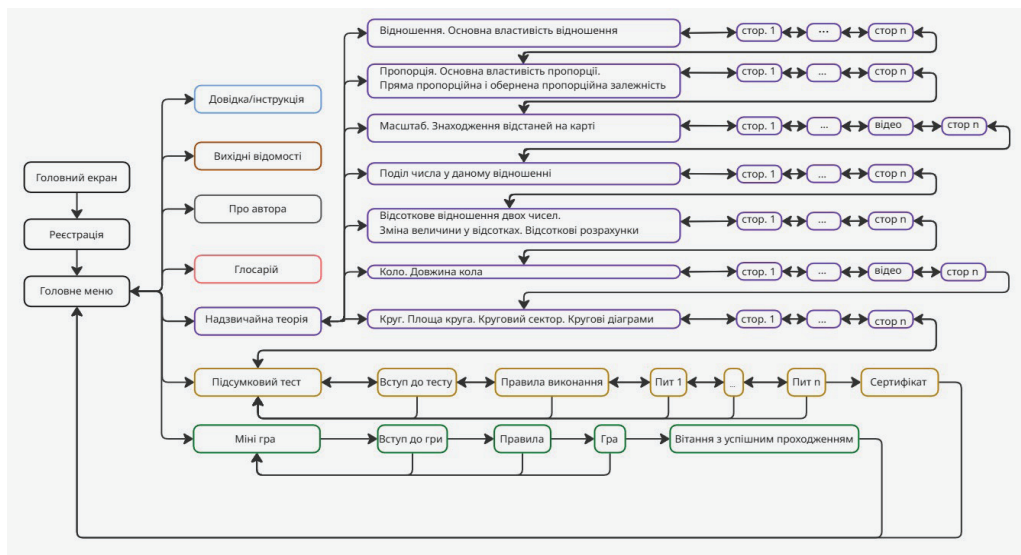 Відношення. Основна властивість відношення
стор. 1
...
стор n
Пропорція. Основна властивість пропорції.
Пряма пропорційна і обернена пропорційна залежність
стор. 1
...
стор n
Довідка/інструкція
Масштаб. Знаходження відстаней на карті
стор. 1
...
відео
стор n
Вихідні відомості
Головний екран
Поділ числа у даному відношенні
стор. 1
...
стор n
Про автора
Відсоткове відношення двох чисел.
Зміна величини у відсотках. Відсоткові розрахунки
стор. 1
...
стор n
Реєстрація
Глосарій
Коло. Довжина кола
стор. 1
...
відео
стор n
Головне меню
Надзвичайна теорія
Круг. Площа круга. Круговий сектор. Кругові діаграми
стор. 1
...
стор n
Підсумковий тест
Вступ до тесту
Правила виконання
Пит 1
...
Пит n
Сертифікат
Міні гра
Вступ до гри
Правила
Гра
Вітання з успішним проходженням